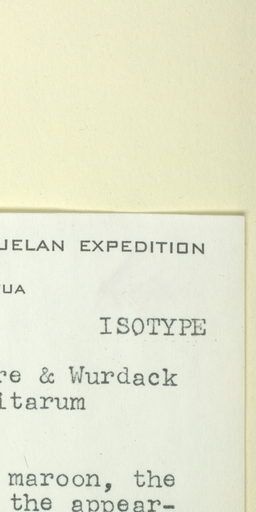 UELAN EXPEDITION
UA
ISOTYPE
re & Wurdack
itarum
maroon, the
the appear-